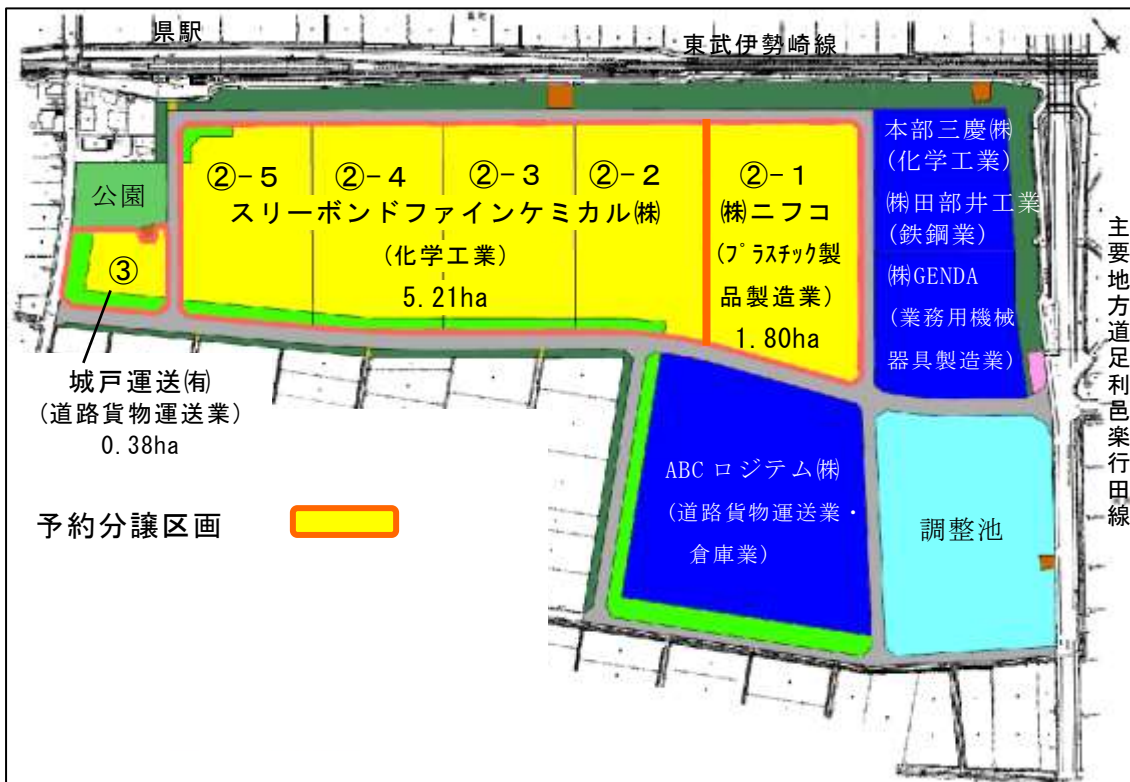 県駅
東武伊勢崎線
本部三慶㈱
(化学工業)
㈱田部井工業
(鉄鋼業)
㈱GENDA
(業務用機械
器具製造業)
主要地方道足利邑楽行田線
②-5
②-4
②-3
②-2
スリーボンドファインケミカル㈱
(化学工業)
5.21ha
②-1
㈱ニフコ
(ﾌﾟﾗｽﾁｯｸ製
品製造業)
1.80ha
公園
③
城戸運送㈲
(道路貨物運送業)
0.38ha
ABCロジテム㈱
(道路貨物運送業・
倉庫業)
調整池
予約分譲区画